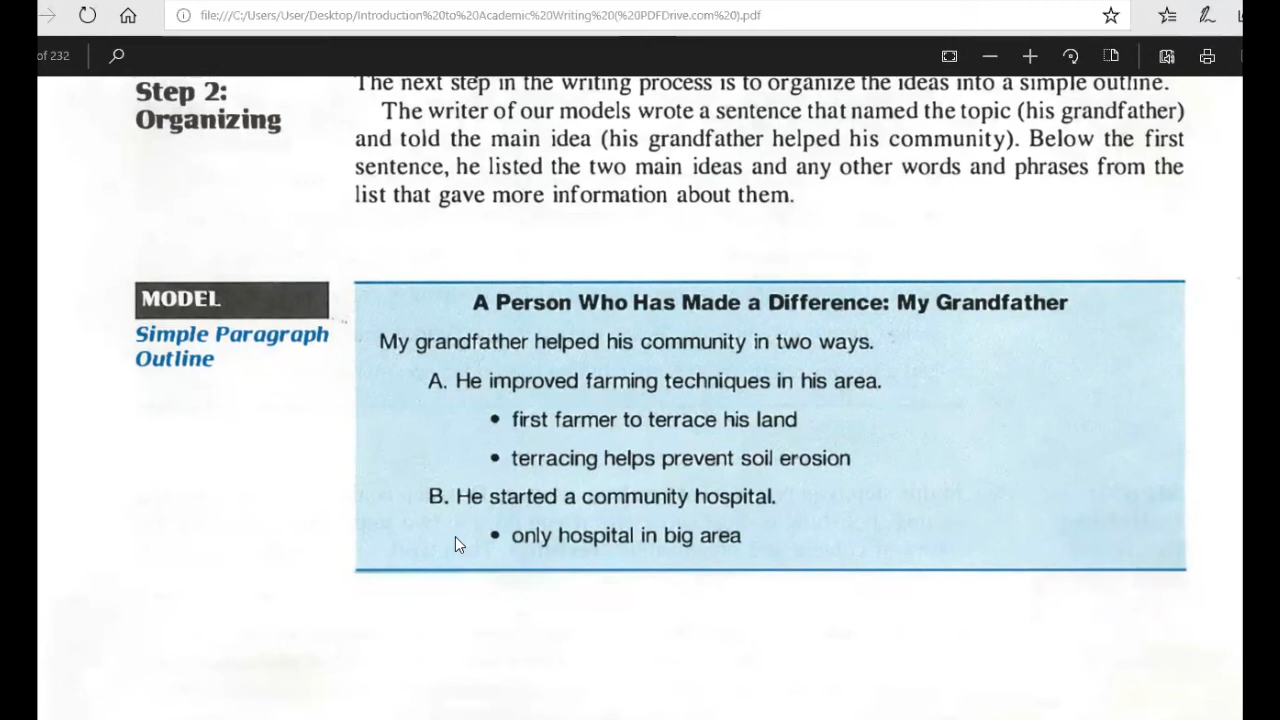 file:///C:/Users/User/Desktop/Introduction%20to%20Academic%20Writing%20(%20PDFDrive.com%20).pdf
of 232
Step 2:
Organizing
The next step in the writing process is to organize the ideas into a simple outline.
The writer of our models wrote a sentence that named the topic (his grandfather)
and told the main idea (his grandfather helped his community). Below the first
sentence, he listed the two main ideas and any other words and phrases from the
list that gave more information about them.
MODEL
Simple Paragraph
Outline
A Person Who Has Made a Difference: My Grandfather
My grandfather helped his community in two ways.
A. He improved farming techniques in his area.
• first farmer to terrace his land
• terracing helps prevent soil erosion
B. He started a community hospital.
• only hospital in big area